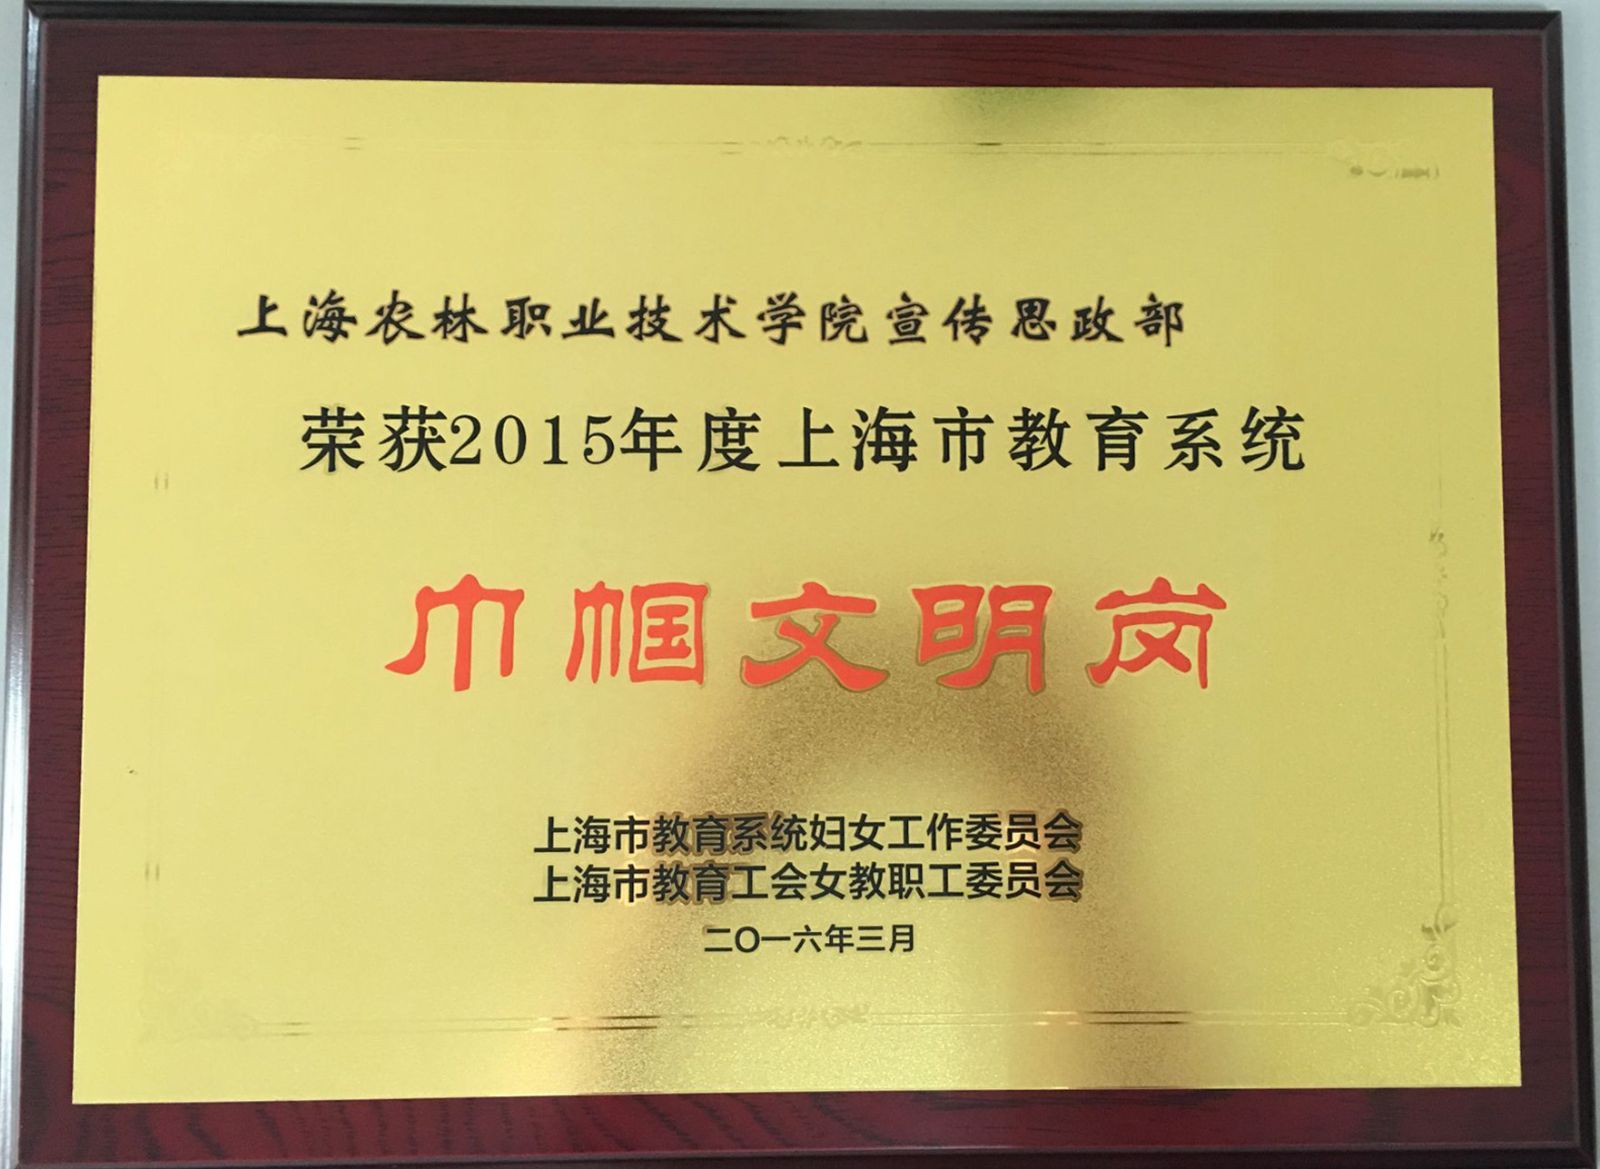 上海农林职业技术学院宣传思政部
荣获2015年度上海市教育系统
巾帼文明岗
上海市教育系统妇女工作委员会
上海市教育工会女教职工委员会
二〇一六年三月